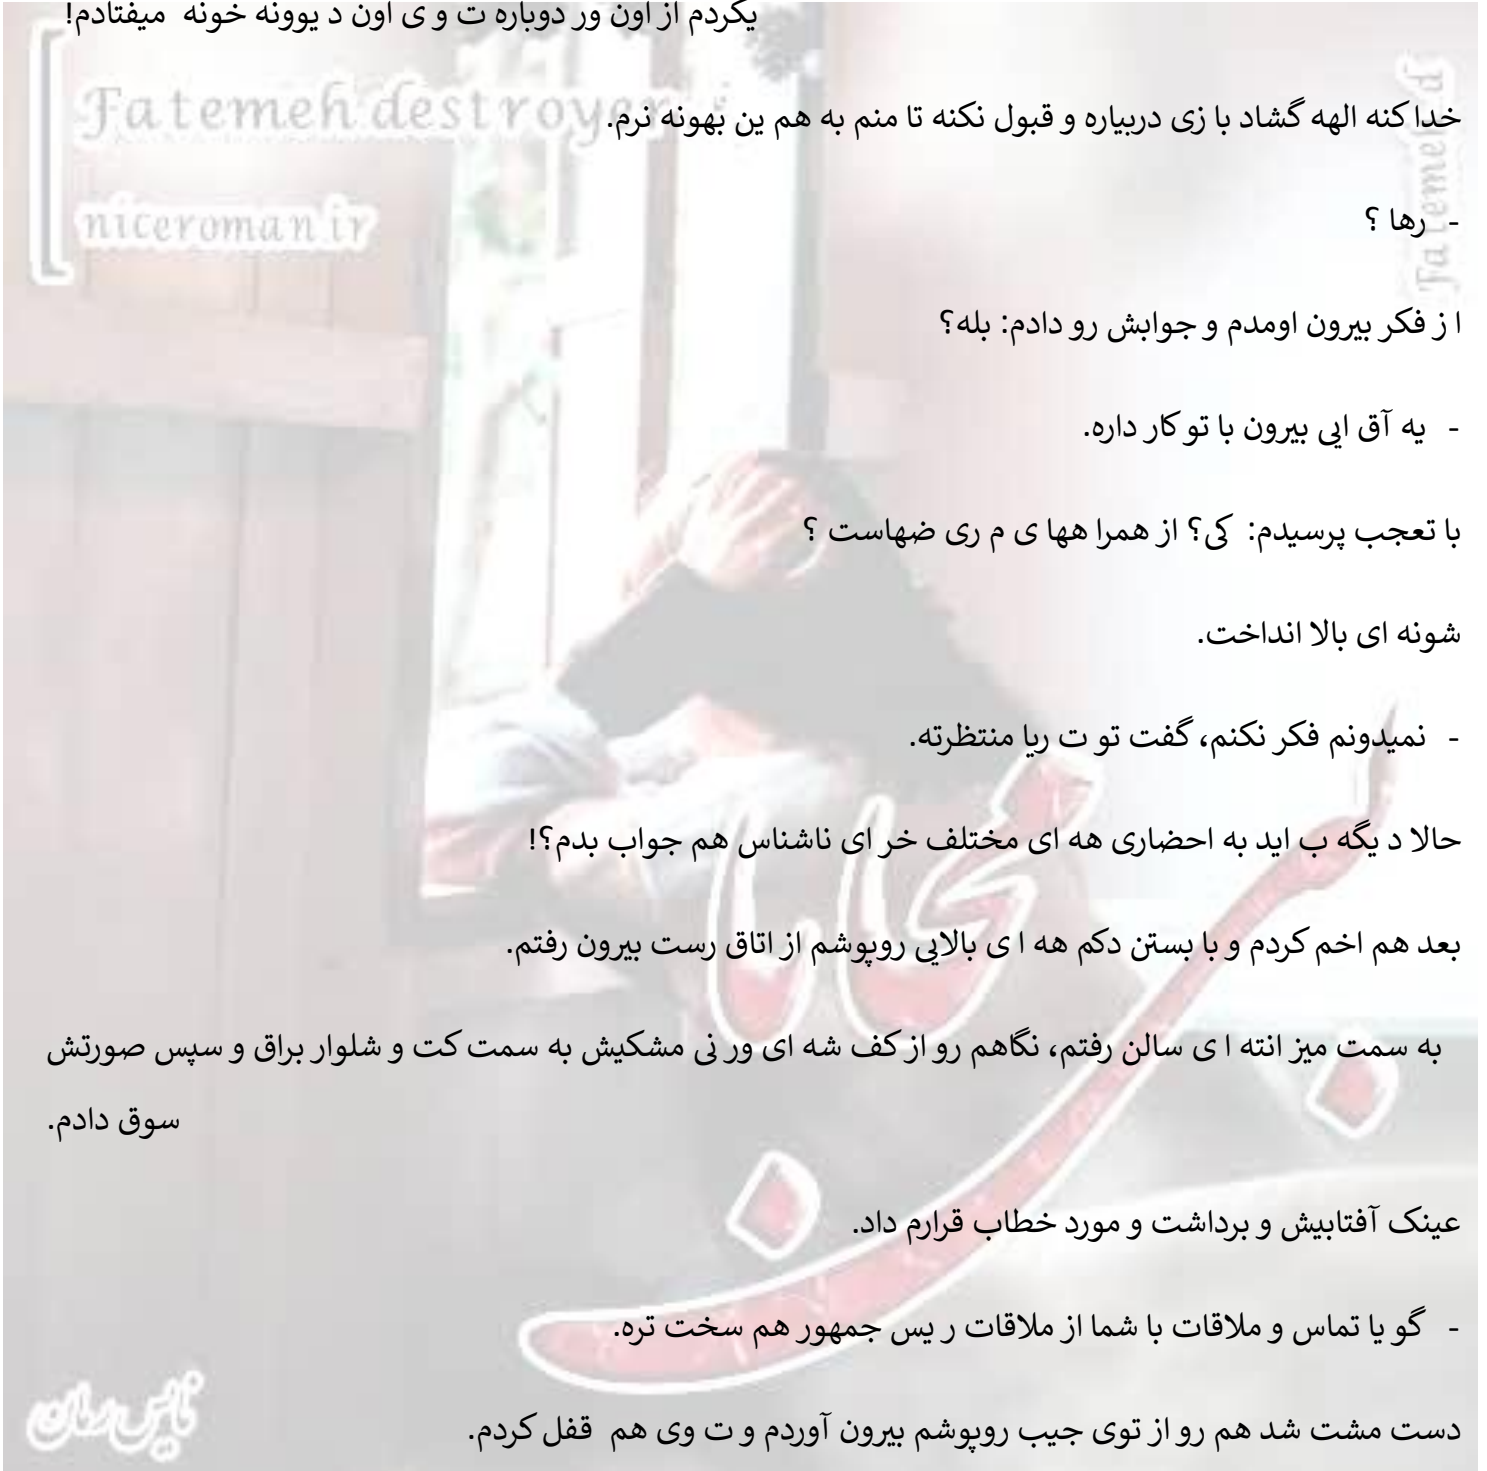 یکردم از اون ور دوباره ت و ی اون د یوونه خونه میفتادم!
Fatemeh destroyer
خدا کنه الهه گشاد با زی دربیاره و قبول نکنه تا منم به هم ین بهونه نرم.
niceroman.ir
Fatemeh d
- رها ؟
ا ز فکر بیرون اومدم و جوابش رو دادم: بله؟
- یه آق ایی بیرون با تو کار داره.
با تعجب پرسیدم: کی؟ از همرا هها ی م ری ضهاست ؟
شونه ای بالا انداخت.
- نمیدونم فکر نکنم، گفت تو ت ریا منتظرته.
حالا د یگه ب اید به احضاری هه ای مختلف خر ای ناشناس هم جواب بدم؟!
بعد هم اخم کردم و با بستن دکم هه ا ی بالایی روپوشم از اتاق رست بیرون رفتم.
به سمت میز انته ا ی سالن رفتم، نگاهم رو از کف شه ای ور نی مشکیش به سمت کت و شلوار براق و سپس صورتش
سوق دادم.
عینک آفتابیش و برداشت و مورد خطاب قرارم داد.
- گو یا تماس و ملاقات با شما از ملاقات ر یس جمهور هم سخت تره.
نایس رمان
دست مشت شد هم رو از توی جیب روپوشم بیرون آوردم و ت وی هم قفل کردم.